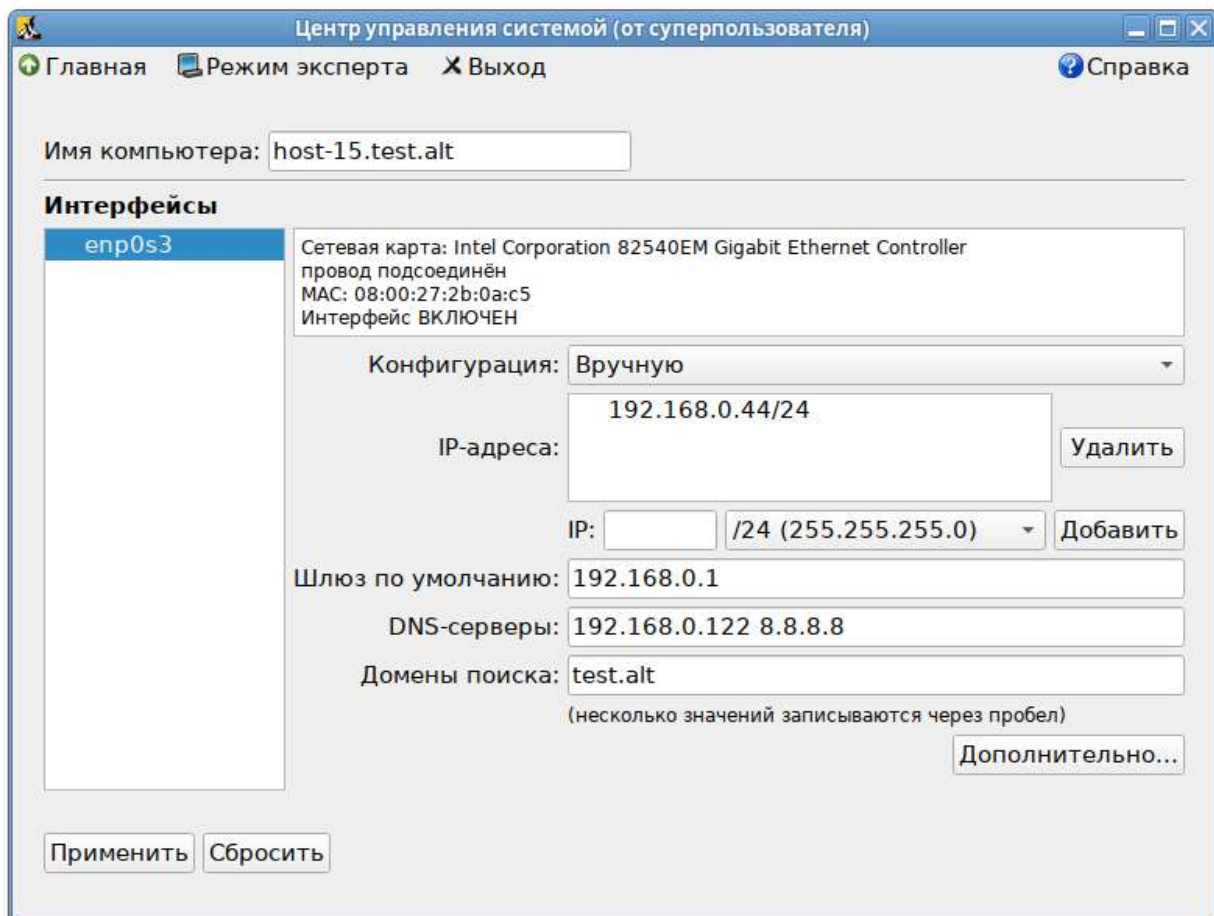 Центр управления системой (от суперпользователя)
Главная Режим эксперта Выход Справка
Имя компьютера: host-15.test.alt
Интерфейсы
enp0s3
Сетевая карта: Intel Corporation 82540EM Gigabit Ethernet Controller
провод подсоединён
MAC: 08:00:27:2b:0a:c5
Интерфейс ВКЛЮЧЕН
Конфигурация: Вручную
192.168.0.44/24
IP-адреса: Удалить
IP: /24 (255.255.255.0) Добавить
Шлюз по умолчанию: 192.168.0.1
DNS-серверы: 192.168.0.122 8.8.8.8
Домены поиска: test.alt
(несколько значений записываются через пробел)
Дополнительно...
Применить Сбросить